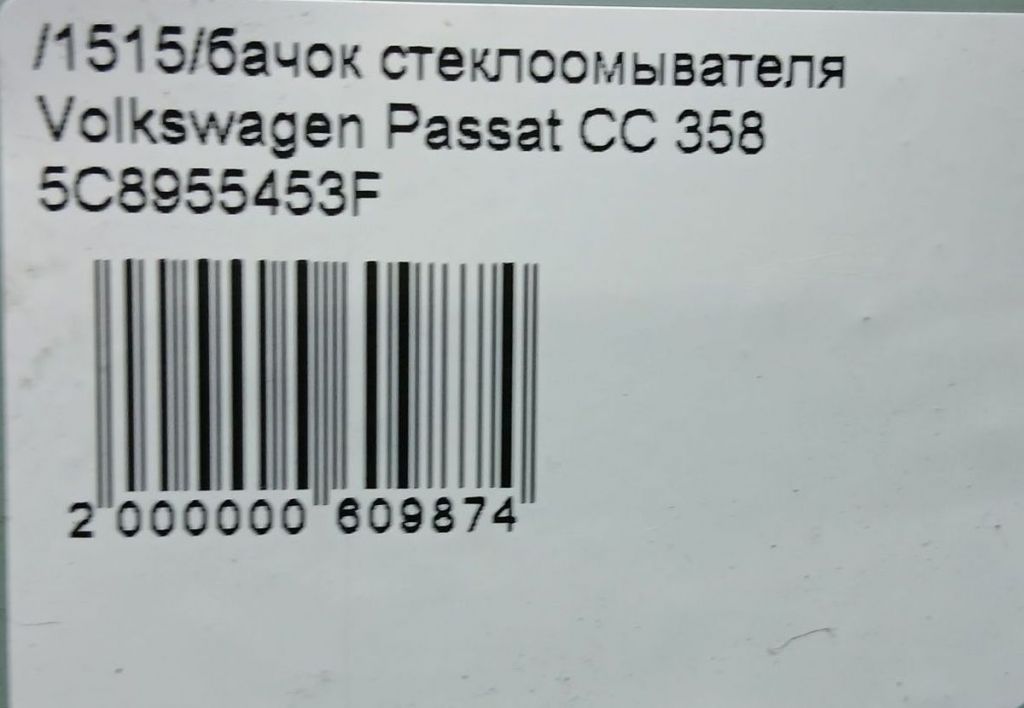 /1515/бачок стеклоомывателя
Volkswagen Passat CC 358
5C8955453F
2 000000 609874